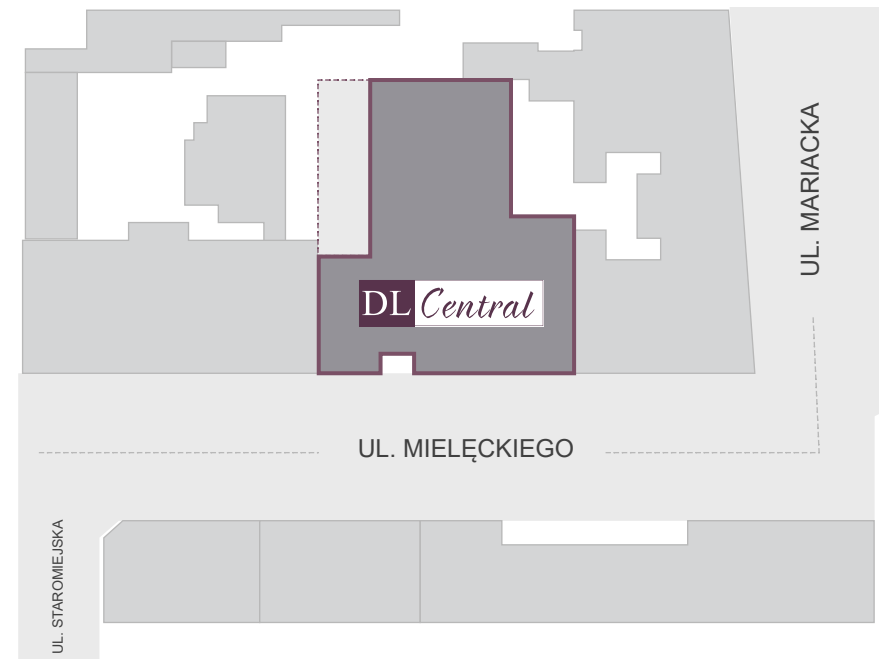 UL. MARIACKA
DL Central
UL. MIELĘCKIEGO
UL. STAROMIEJSKA